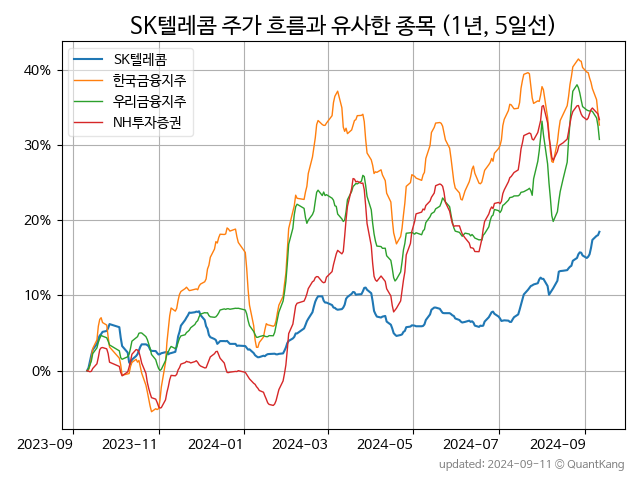 SK텔레콤 주가 흐름과 유사한 종목 (1년, 5일선)
SK텔레콤
한국금융지주
우리금융지주
NH투자증권
40%
30%
20%
10%
0%
2023-09 2023-11 2024-01 2024-03 2024-05 2024-07 2024-09
updated: 2024-09-11 © QuantKang